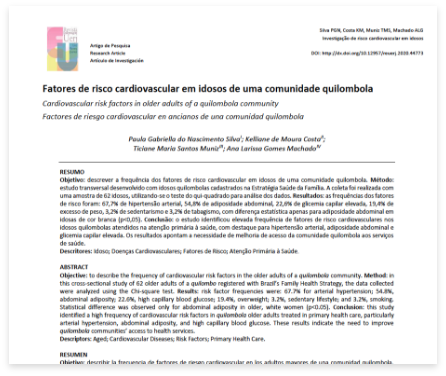 Silva PGN, Costa KM, Muniz TMS, Machado ALG
Investigação de risco cardiovascular em idosos
Artigo de Pesquisa
Research Article
Artículo de Investigación
DOI: http://dx.doi.org/10.12957/reuerj.2020.44773
Fatores de risco cardiovascular em idosos de uma comunidade quilombola
Cardiovascular risk factors in older adults of a quilombola community
Factores de riesgo cardiovascular en ancianos de una comunidad quilombola
Paula Gabriella do Nascimento Silva; Kelliane de Moura Costa;
Ticiane Maria Santos Muniz; Ana Larissa Gomes Machado
RESUMO
Objetivo: descrever a frequência dos fatores de risco cardiovascular em idosos de uma comunidade quilombola. Método:
estudo transversal desenvolvido com idosos quilombolas cadastrados na Estratégia Saúde da Família. A coleta foi realizada com
uma amostra de 62 idosos, utilizando-se o teste do qui-quadrado para análise dos dados. Resultados: as frequências dos fatores
de risco foram: 67,7% de hipertensão arterial, 54,8% de adiposidade abdominal, 22,6% de glicemia capilar elevada, 19,4% de
excesso de peso, 3,2% de sedentarismo e 3,2% de tabagismo, com diferença estatística apenas para adiposidade abdominal em
idosas de cor branca (p<0,05). Conclusão: o estudo identificou elevada frequência de fatores de risco cardiovascular nos
idosos quilombolas atendidos na atenção primária à saúde, com destaque para hipertensão arterial, adiposidade abdominal e
glicemia capilar elevada. Os resultados apontam a necessidade de melhoria de acesso da comunidade quilombola aos serviços
de saúde.
Descritores: Idoso; Doenças Cardiovasculares; Fatores de Risco; Atenção Primária à Saúde.
ABSTRACT
Objective: to describe the frequency of cardiovascular risk factors in the older adults of a quilombola community. Method: in
this cross-sectional study of 62 older adults of a quilombo registered with Brazil's Family Health Strategy, the data collected
were analyzed using the Chi-square test. Results: factor frequencies were: 67.7% for hypertension; 54.8%,
abdominal adiposity; 22.6%, high capillary blood glucose; 19.4%, overweight; 3.2%, sedentary lifestyle; and 3.2%, smoking.
Statistical difference was observed only for abdominal adiposity in older, white women (p<0.05). Conclusion: this study
identified a high frequency of cardiovascular risk factors in quilombola older adults treated in primary health care, particularly
arterial hypertension, abdominal adiposity, and high capillary blood glucose. These results indicate the need to improve
quilombola communities' access to health services.
Descriptors: Aged; Cardiovascular Diseases; Risk Factors; Primary Health Care.
RESUMEN
Objetivo: describir la frecuencia de factores de riesgo cardiovascular en los adultos mayores de una comunidad quilombola.